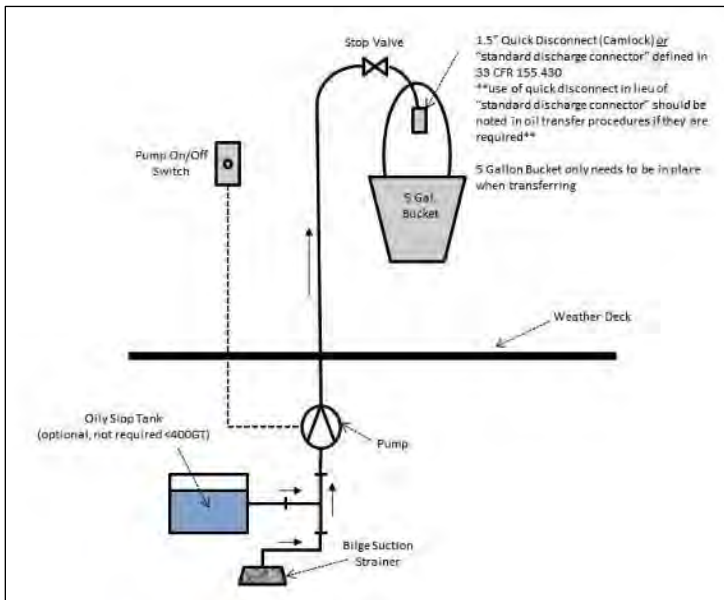 Stop Valve
1.5" Quick Disconnect (Camlock) or
"standard discharge connector" defined in
33 CFR 155.430
**use of quick disconnect in lieu of
"standard discharge connector" should be
noted in oil transfer procedures if they are
required**
5 Gallon Bucket only needs to be in place
when transferring
Pump On/Off
Switch
5 Gal.
Bucket
Weather Deck
Oily Slop Tank
(optional, not required <400GT)
Pump
Bilge Suction
Strainer